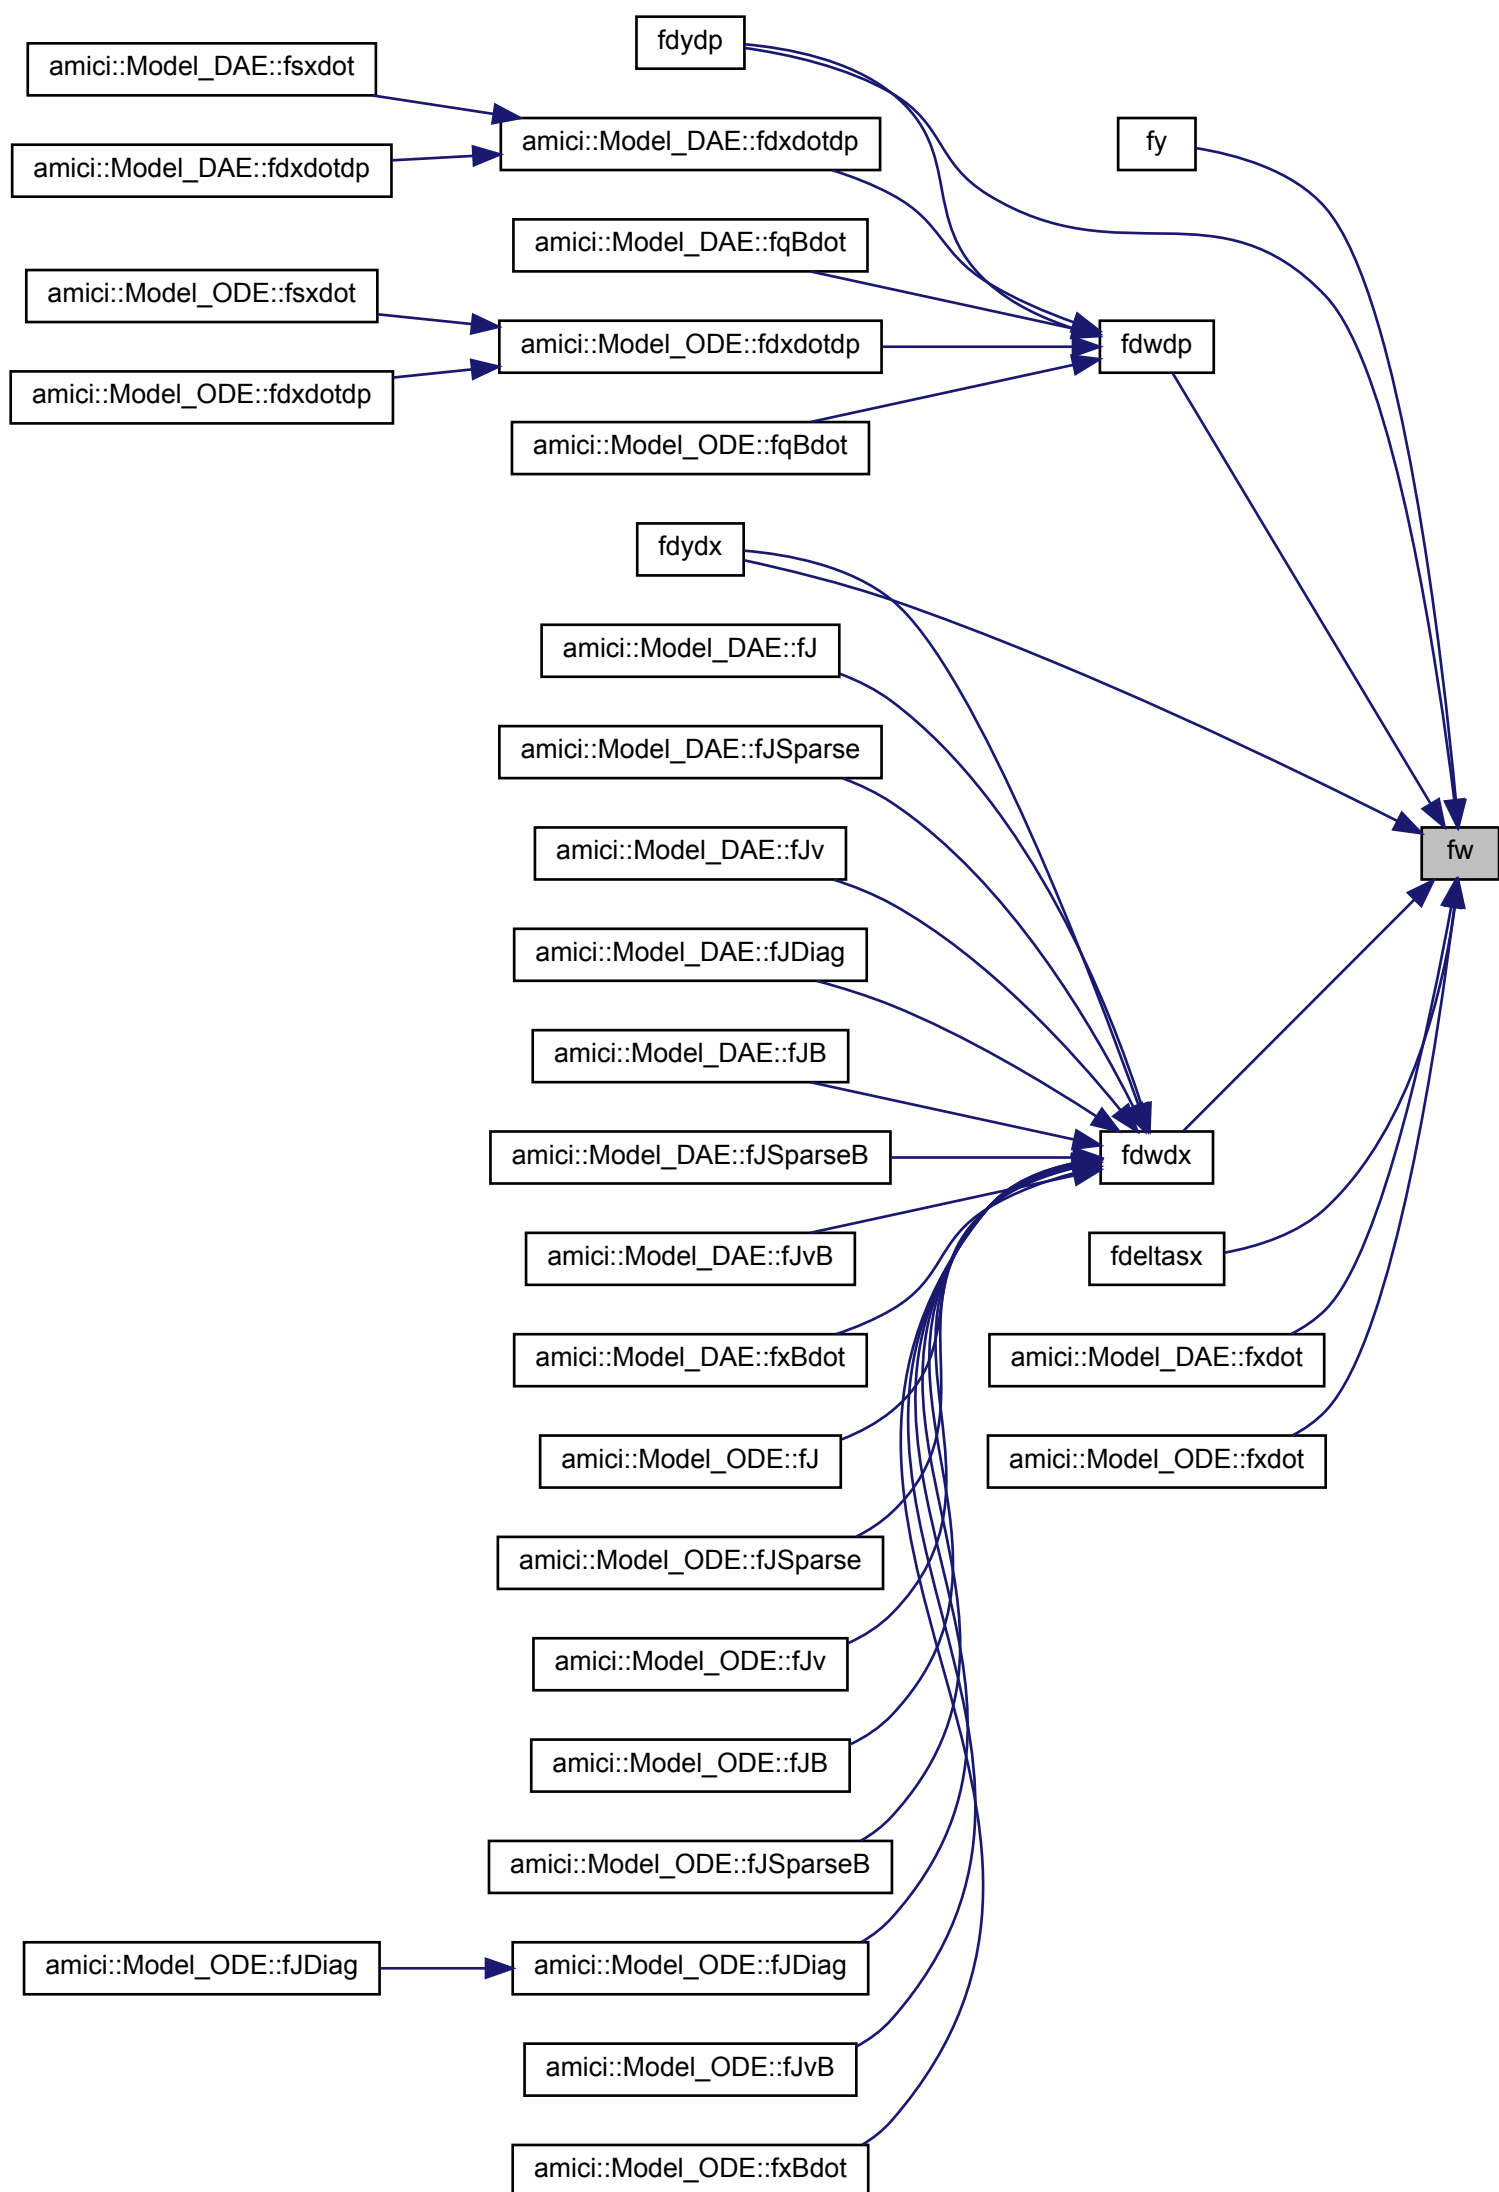 fdydp
amici::Model_DAE::fsxdot
fy
amici::Model_DAE::fdxdotdp
amici::Model_DAE::fdxdotdp
amici::Model_DAE::fqBdot
amici::Model_ODE::fsxdot
amici::Model_ODE::fdxdotdp
fdwdp
amici::Model_ODE::fdxdotdp
amici::Model_ODE::fqBdot
fdydx
amici::Model_DAE::fJ
amici::Model_DAE::fJSparse
amici::Model_DAE::fJv
fw
amici::Model_DAE::fJDiag
amici::Model_DAE::fJB
amici::Model_DAE::fJSparseB
fdwdx
amici::Model_DAE::fJvB
fdeltasx
amici::Model_DAE::fxBdot
amici::Model_DAE::fxdot
amici::Model_ODE::fJ
amici::Model_ODE::fxdot
amici::Model_ODE::fJSparse
amici::Model_ODE::fJv
amici::Model_ODE::fJB
amici::Model_ODE::fJSparseB
amici::Model_ODE::fJDiag
amici::Model_ODE::fJDiag
amici::Model_ODE::fJvB
amici::Model_ODE::fxBdot